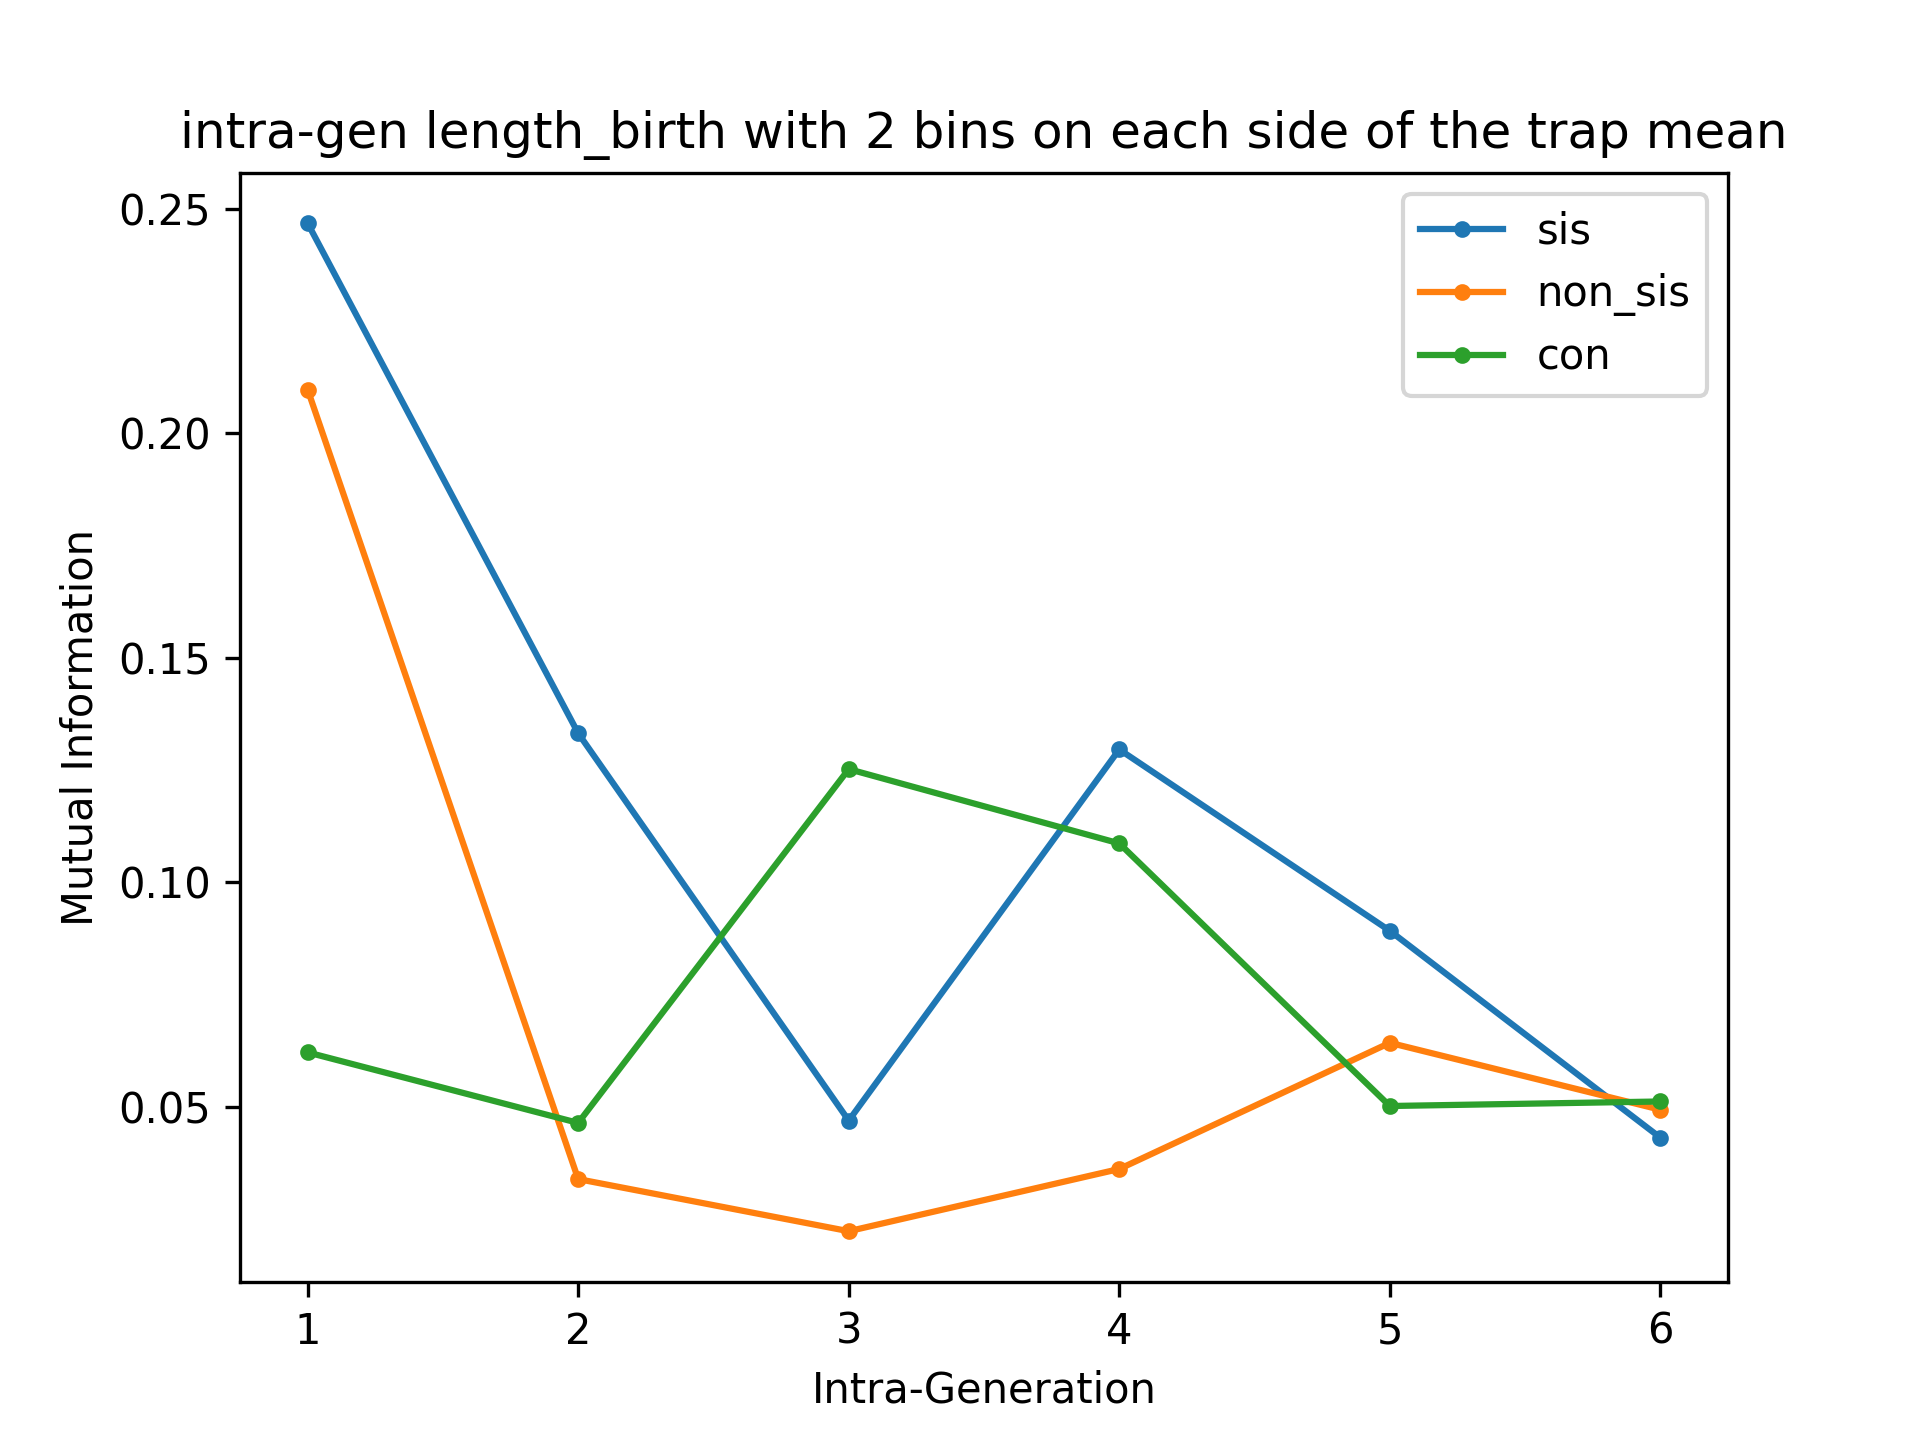 intra-gen length_birth with 2 bins on each side of the trap mean
0.25
0.20
0.15
0.10
0.05
Mutual Information
sis
non_sis
con
1 2 3 4 5 6
Intra-Generation